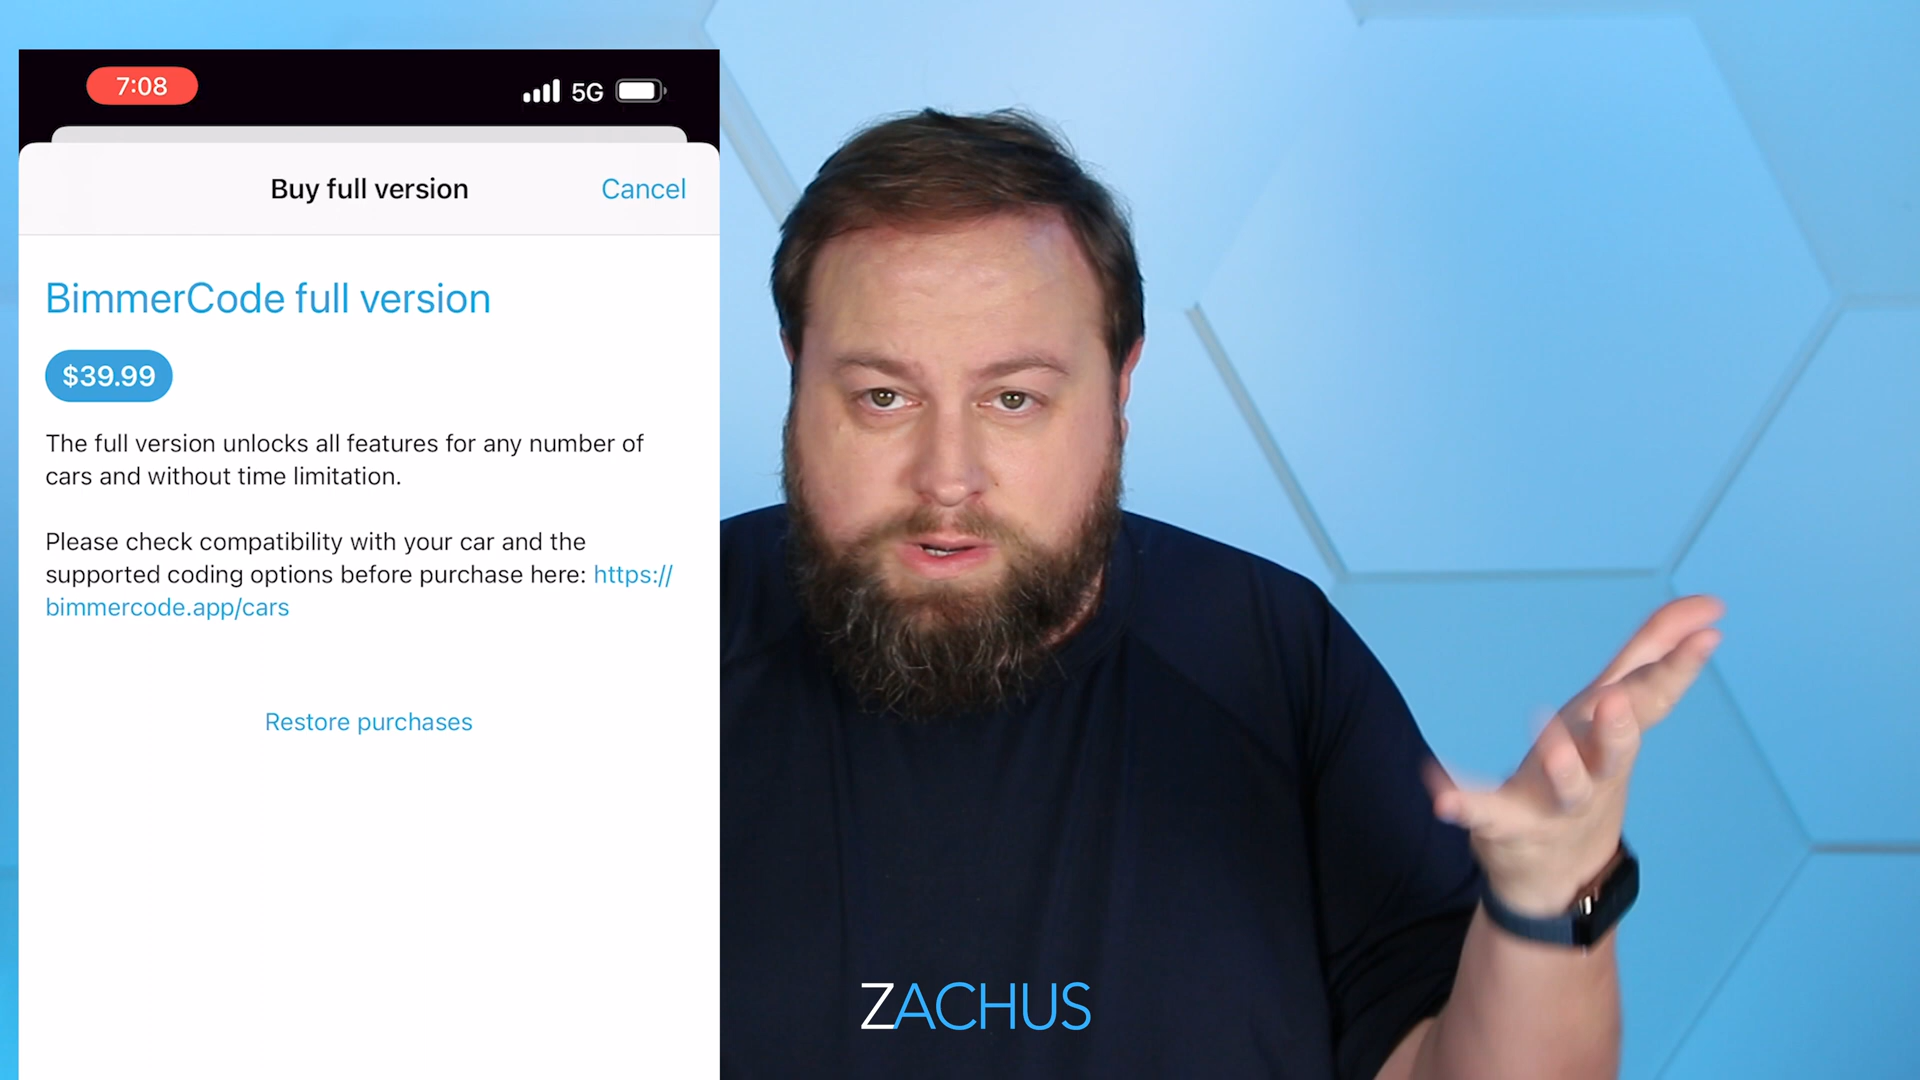 7:08
5G
Buy full version
Cancel
BimmerCode full version
$39.99
The full version unlocks all features for any number of
cars and without time limitation.
Please check compatibility with your car and the
supported coding options before purchase here: https://
bimmercode.app/cars
Restore purchases
ZACHUS